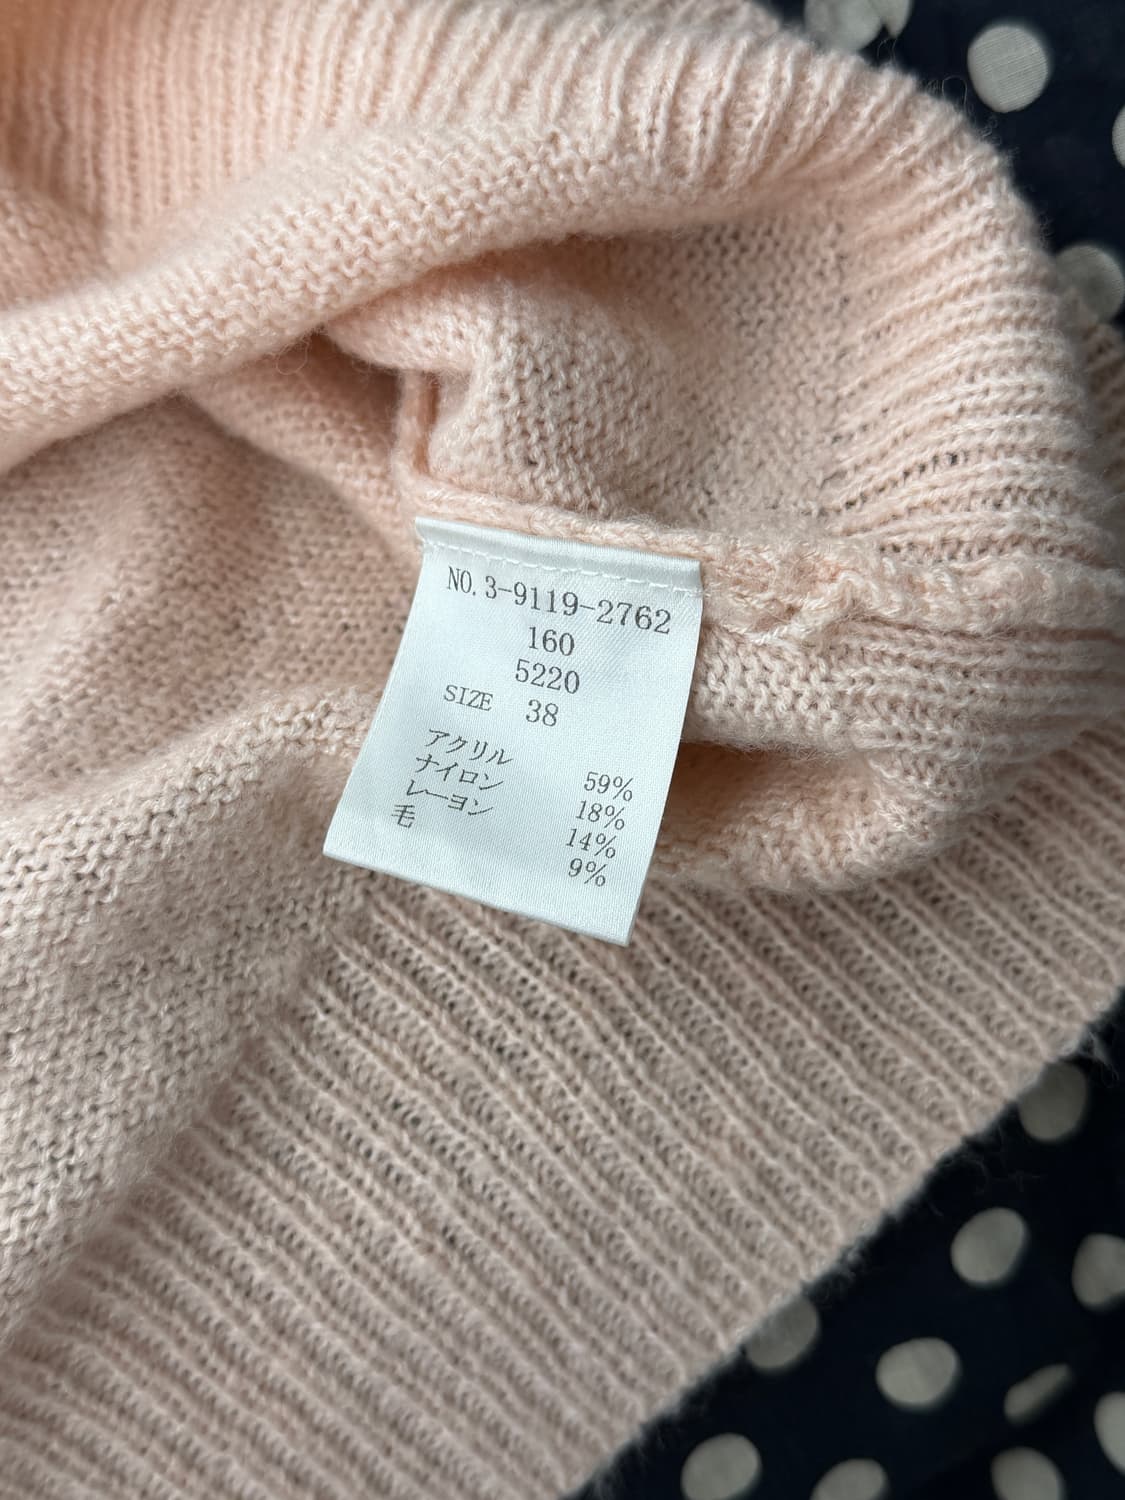 NO. 3-9119-2762
160
5220
SIZE 38
アクリル 59%
ナイロン 18%
レーヨン 14%
毛 9%